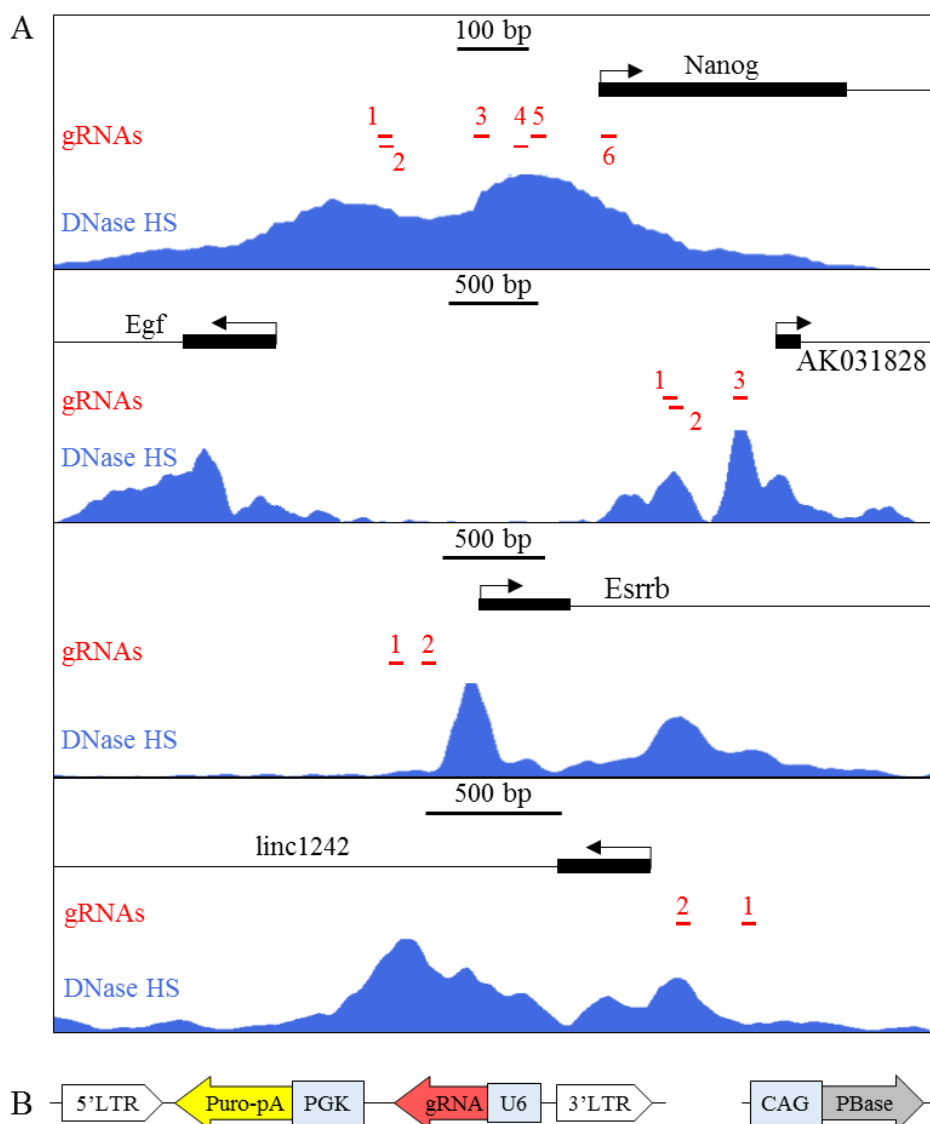 A
100 bp
Nanog
gRNAs
1
2
3
4
5
6
DNase HS
500 bp
Egf
AK031828
gRNAs
1
2
3
DNase HS
500 bp
Esrrb
gRNAs
1
2
DNase HS
500 bp
linc1242
gRNAs
2
1
DNase HS
B
5'LTR
Puro-pA
PGK
gRNA
U6
3'LTR
CAG
PBase